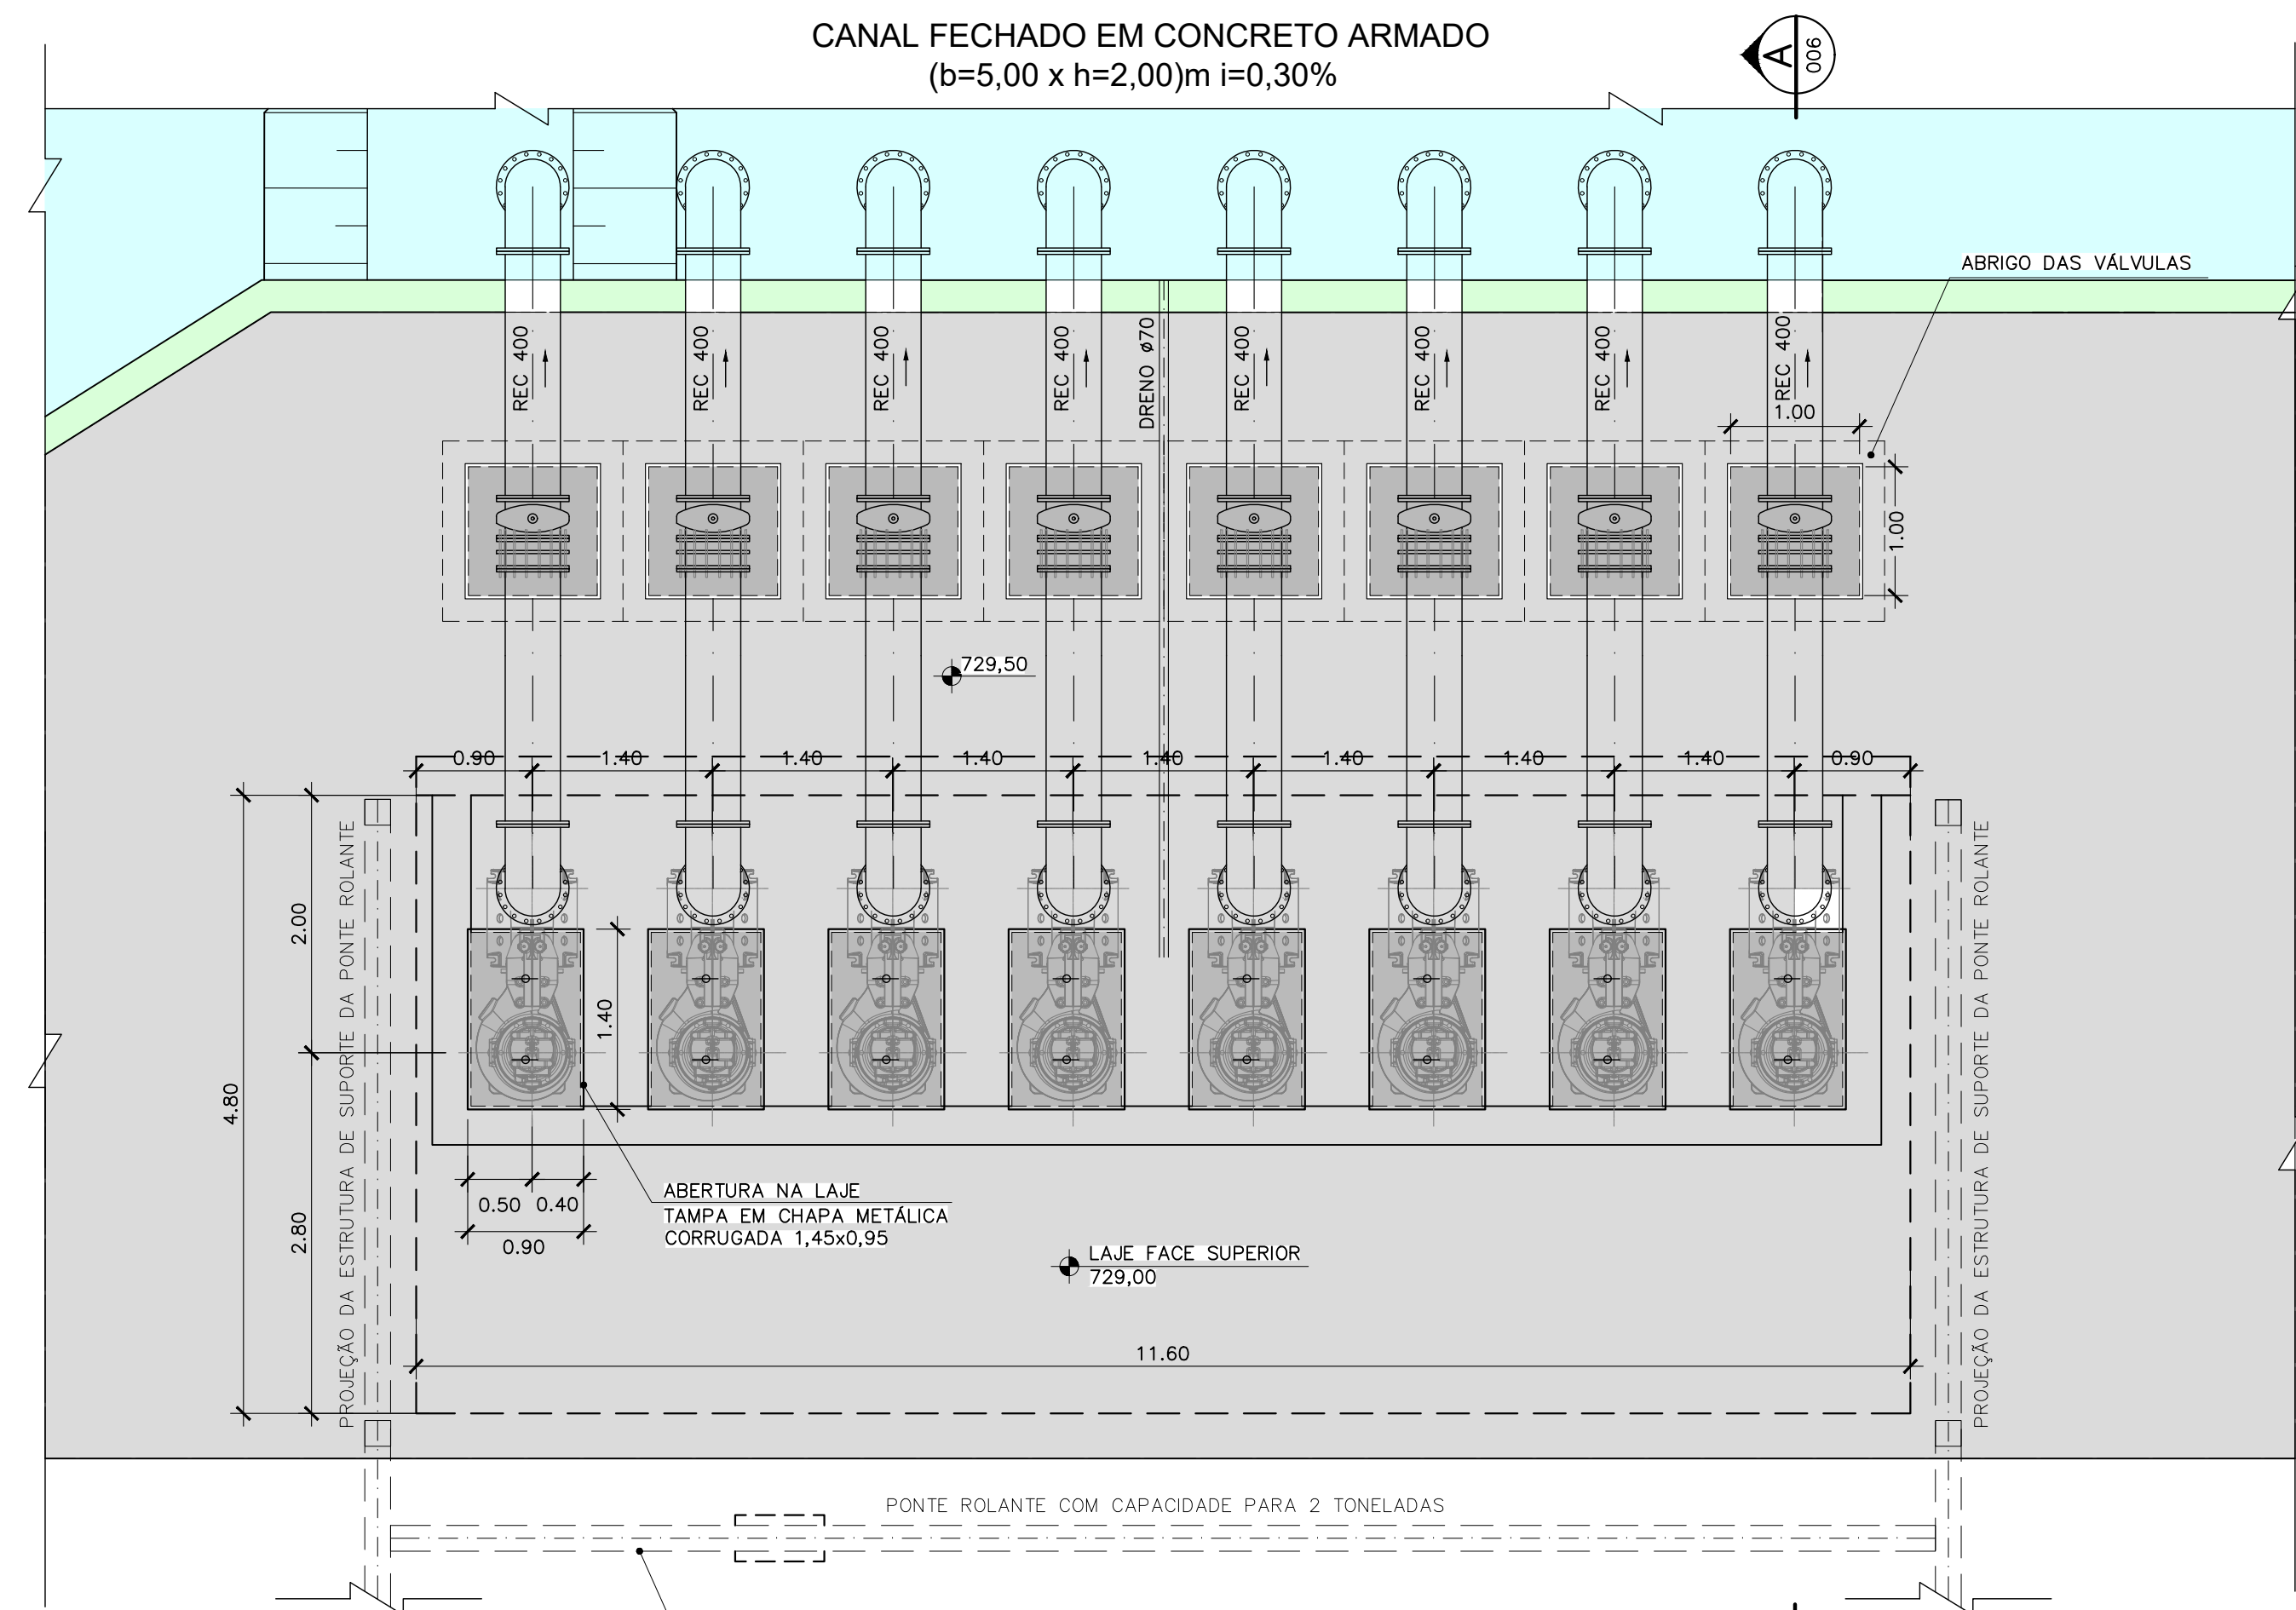 CANAL FECHADO EM CONCRETO ARMADO
(b=5,00 x h=2,00)m i=0,30%
A
006
ABRIGO DAS VÁLVULAS
REC 400
REC 400
REC 400
REC 400
DRENO ø70
REC 400
REC 400
REC 400
REC 400
1.00
1.00
729,50
0.90
1.40
1.40
1.40
1.40
1.40
1.40
1.40
0.90
PROJEÇÃO DA ESTRUTURA DE SUPORTE DA PONTE ROLANTE
PROJEÇÃO DA ESTRUTURA DE SUPORTE DA PONTE ROLANTE
2.00
4.80
2.80
1.40
0.50
0.40
0.90
ABERTURA NA LAJE
TAMPA EM CHAPA METÁLICA
CORRUGADA 1,45x0,95
LAJE FACE SUPERIOR
729,00
11.60
PONTE ROLANTE COM CAPACIDADE PARA 2 TONELADAS